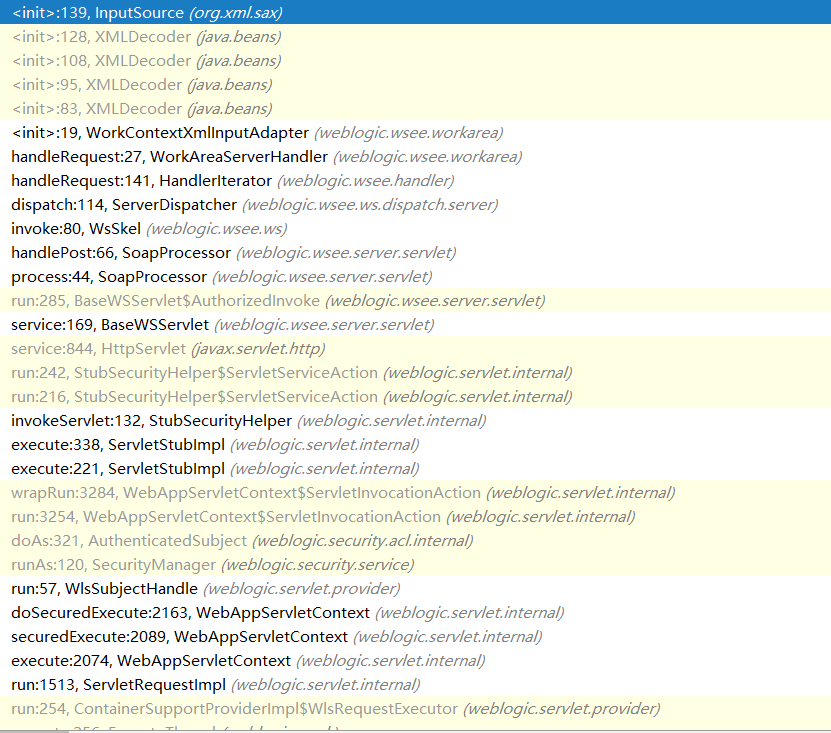 <init>:139, InputSource (org.xml.sax)
<init>:128, XMLDecoder (java.beans)
<init>:108, XMLDecoder (java.beans)
<init>:95, XMLDecoder (java.beans)
<init>:83, XMLDecoder (java.beans)
<init>:19, WorkContextXmlInputAdapter (weblogic.wsee.workarea)
handleRequest:27, WorkAreaServerHandler (weblogic.wsee.workarea)
handleRequest:141, HandlerIterator (weblogic.wsee.handler)
dispatch:114, ServerDispatcher (weblogic.wsee.ws.dispatch.server)
invoke:80, WsSkel (weblogic.wsee.ws)
handlePost:66, SoapProcessor (weblogic.wsee.server.servlet)
process:44, SoapProcessor (weblogic.wsee.server.servlet)
run:285, BaseWSServlet$AuthorizedInvoke (weblogic.wsee.server.servlet)
service:169, BaseWSServlet (weblogic.wsee.server.servlet)
service:844, HttpServlet (javax.servlet.http)
run:242, StubSecurityHelper$ServletServiceAction (weblogic.servlet.internal)
run:216, StubSecurityHelper$ServletServiceAction (weblogic.servlet.internal)
invokeServlet:132, StubSecurityHelper (weblogic.servlet.internal)
execute:338, ServletStubImpl (weblogic.servlet.internal)
execute:221, ServletStubImpl (weblogic.servlet.internal)
wrapRun:3284, WebAppServletContext$ServletInvocationAction (weblogic.servlet.internal)
run:3254, WebAppServletContext$ServletInvocationAction (weblogic.servlet.internal)
doAs:321, AuthenticatedSubject (weblogic.security.acl.internal)
runAs:120, SecurityManager (weblogic.security.service)
run:57, WlsSubjectHandle (weblogic.servlet.provider)
doSecuredExecute:2163, WebAppServletContext (weblogic.servlet.internal)
securedExecute:2089, WebAppServletContext (weblogic.servlet.internal)
execute:2074, WebAppServletContext (weblogic.servlet.internal)
run:1513, ServletRequestImpl (weblogic.servlet.internal)
run:254, ContainerSupportProviderImpl$WlsRequestExecutor (weblogic.servlet.provider)